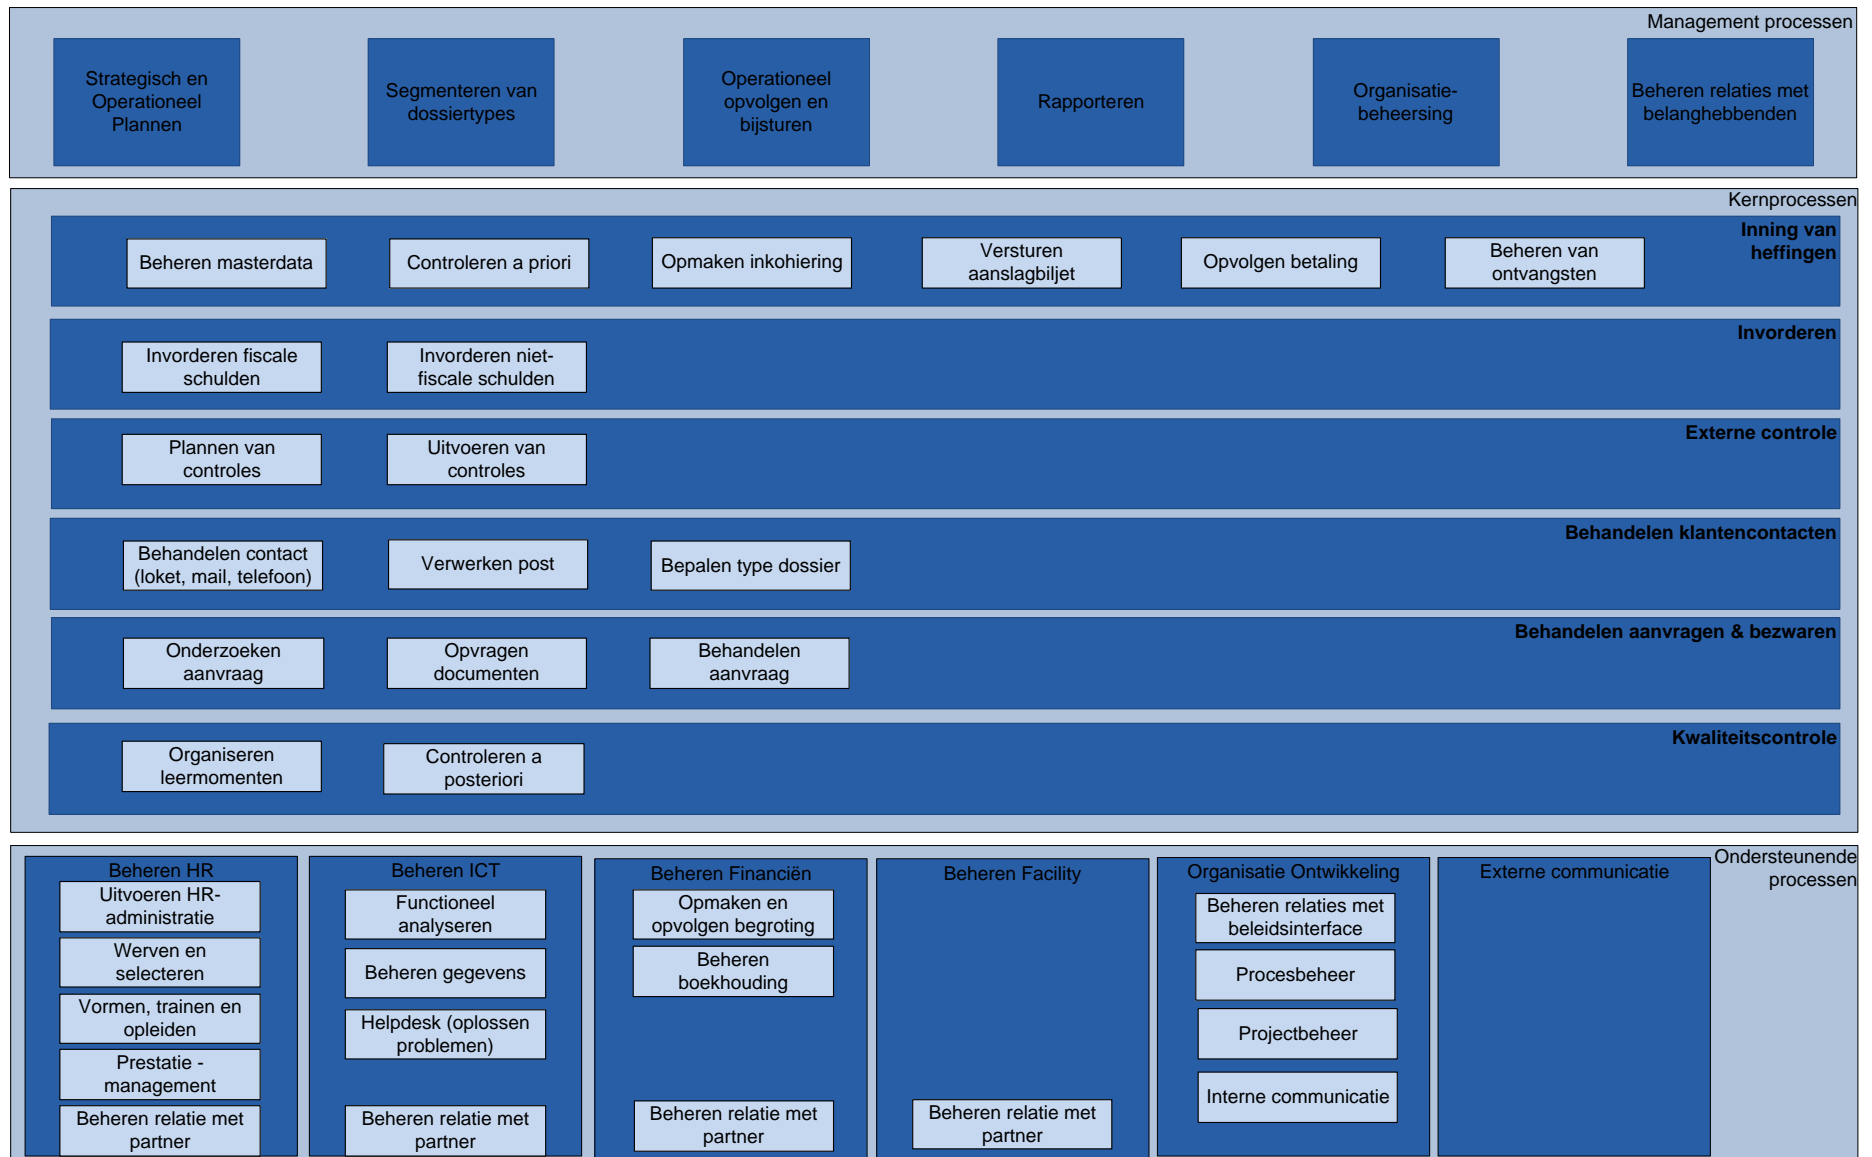 Management processen
Strategisch en
Operationeel
Plannen
Segmenteren van
dossiertypes
Operationeel
opvolgen en
bijsturen
Rapporteren
Organisatie-
beheersing
Beheren relaties met
belanghebbenden
Kernprocessen
Inning van
heffingen
Beheren masterdata
Controleren a priori
Opmaken inkohiering
Versturen
aanslagbiljet
Opvolgen betaling
Beheren van
ontvangsten
Invorderen
Invorderen fiscale
schulden
Invorderen niet-
fiscale schulden
Externe controle
Plannen van
controles
Uitvoeren van
controles
Behandelen klantencontacten
Behandelen contact
(loket, mail, telefoon)
Verwerken post
Bepalen type dossier
Behandelen aanvragen & bezwaren
Onderzoeken
aanvraag
Opvragen
documenten
Behandelen
aanvraag
Kwaliteitscontrole
Organiseren
leermomenten
Controleren a
posteriori
Ondersteunende
processen
Beheren HR
Uitvoeren HR-
administratie
Werven en
selecteren
Vormen, trainen en
opleiden
Prestatie -
management
Beheren relatie met
partner
Beheren ICT
Functioneel
analyseren
Beheren gegevens
Helpdesk (oplossen
problemen)
Beheren relatie met
partner
Beheren Financiën
Opmaken en
opvolgen begroting
Beheren
boekhouding
Beheren relatie met
partner
Beheren Facility
Beheren relatie met
partner
Organisatie Ontwikkeling
Beheren relaties met
beleidsinterface
Procesbeheer
Projectbeheer
Interne communicatie
Externe communicatie